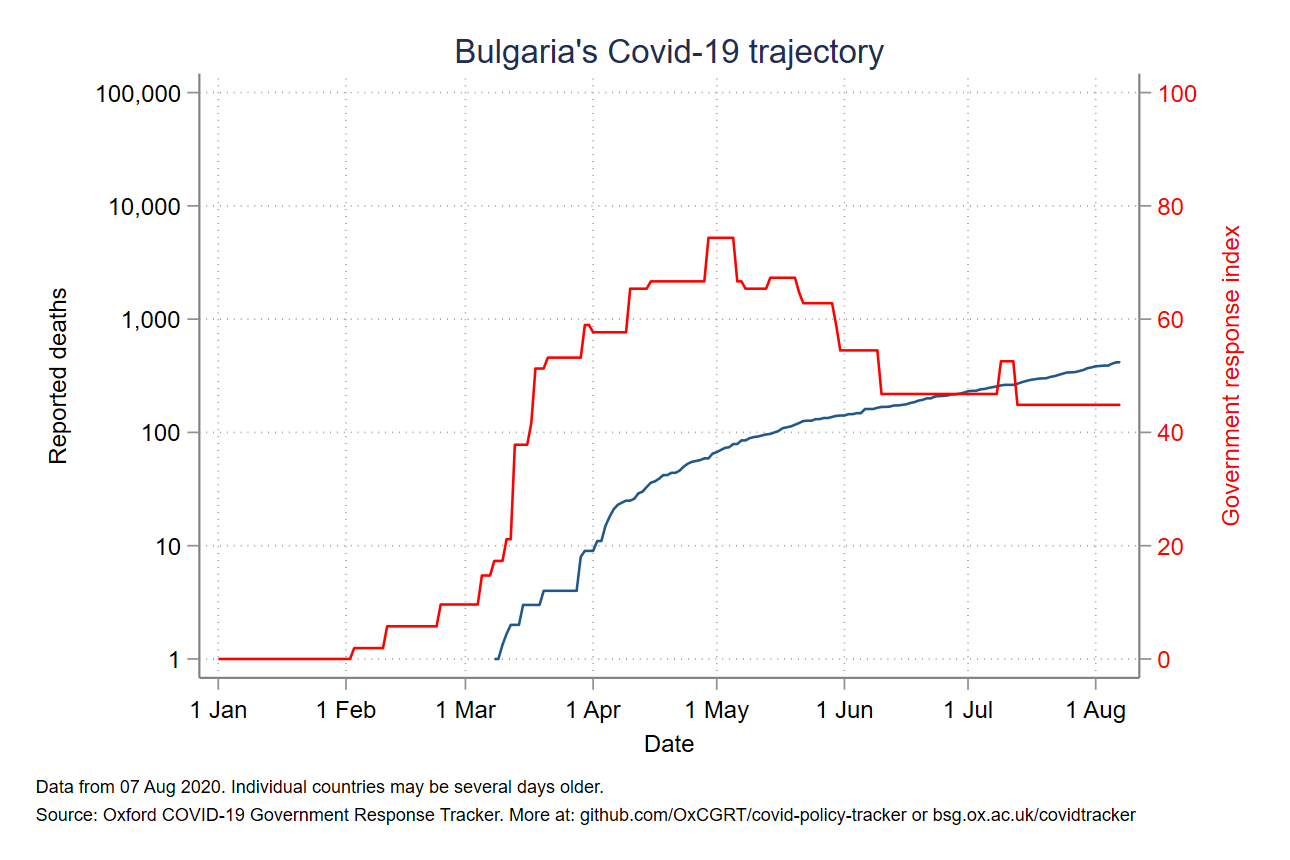 Bulgaria's Covid-19 trajectory
100,000
10,000
1,000
100
10
1
Reported deaths
100
80
60
40
20
0
Government response index
1 Jan
1 Feb
1 Mar
1 Apr
1 May
1 Jun
1 Jul
1 Aug
Date
Data from 07 Aug 2020. Individual countries may be several days older.
Source: Oxford COVID-19 Government Response Tracker. More at: github.com/OxCGRT/covid-policy-tracker or bsg.ox.ac.uk/covidtracker